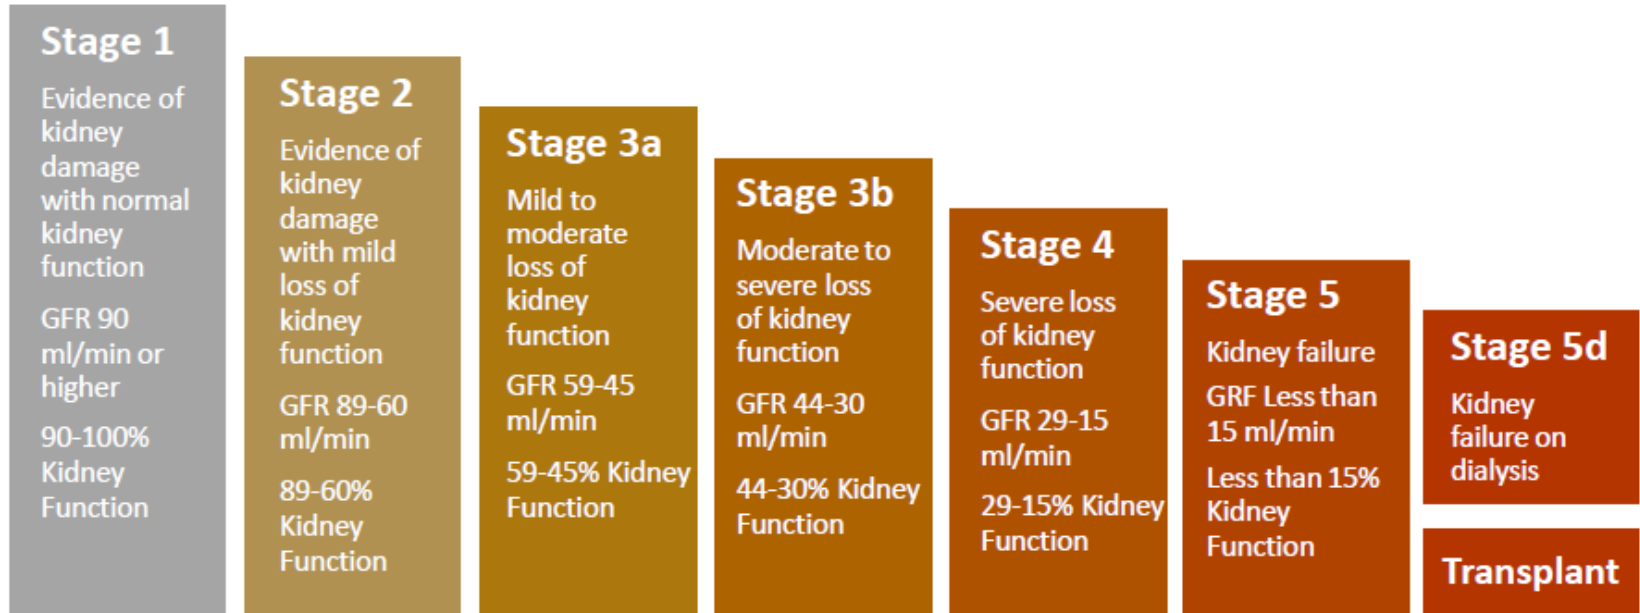 Stage 1
Evidence of
kidney
damage
with normal
kidney
function
GFR 90
ml/min or
higher
90-100%
Kidney
Function
Stage 2
Evidence of
kidney
damage
with mild
loss of
kidney
function
GFR 89-60
ml/min
89-60%
Kidney
Function
Stage 3a
Mild to
moderate
loss of
kidney
function
GFR 59-45
ml/min
59-45% Kidney
Function
Stage 3b
Moderate to
severe loss
of kidney
function
GFR 44-30
ml/min
44-30% Kidney
Function
Stage 4
Severe loss
of kidney
function
GFR 29-15
ml/min
29-15% Kidney
Function
Stage 5
Kidney failure
GRF Less than
15 ml/min
Less than 15%
Kidney
Function
Stage 5d
Kidney
failure on
dialysis
Transplant